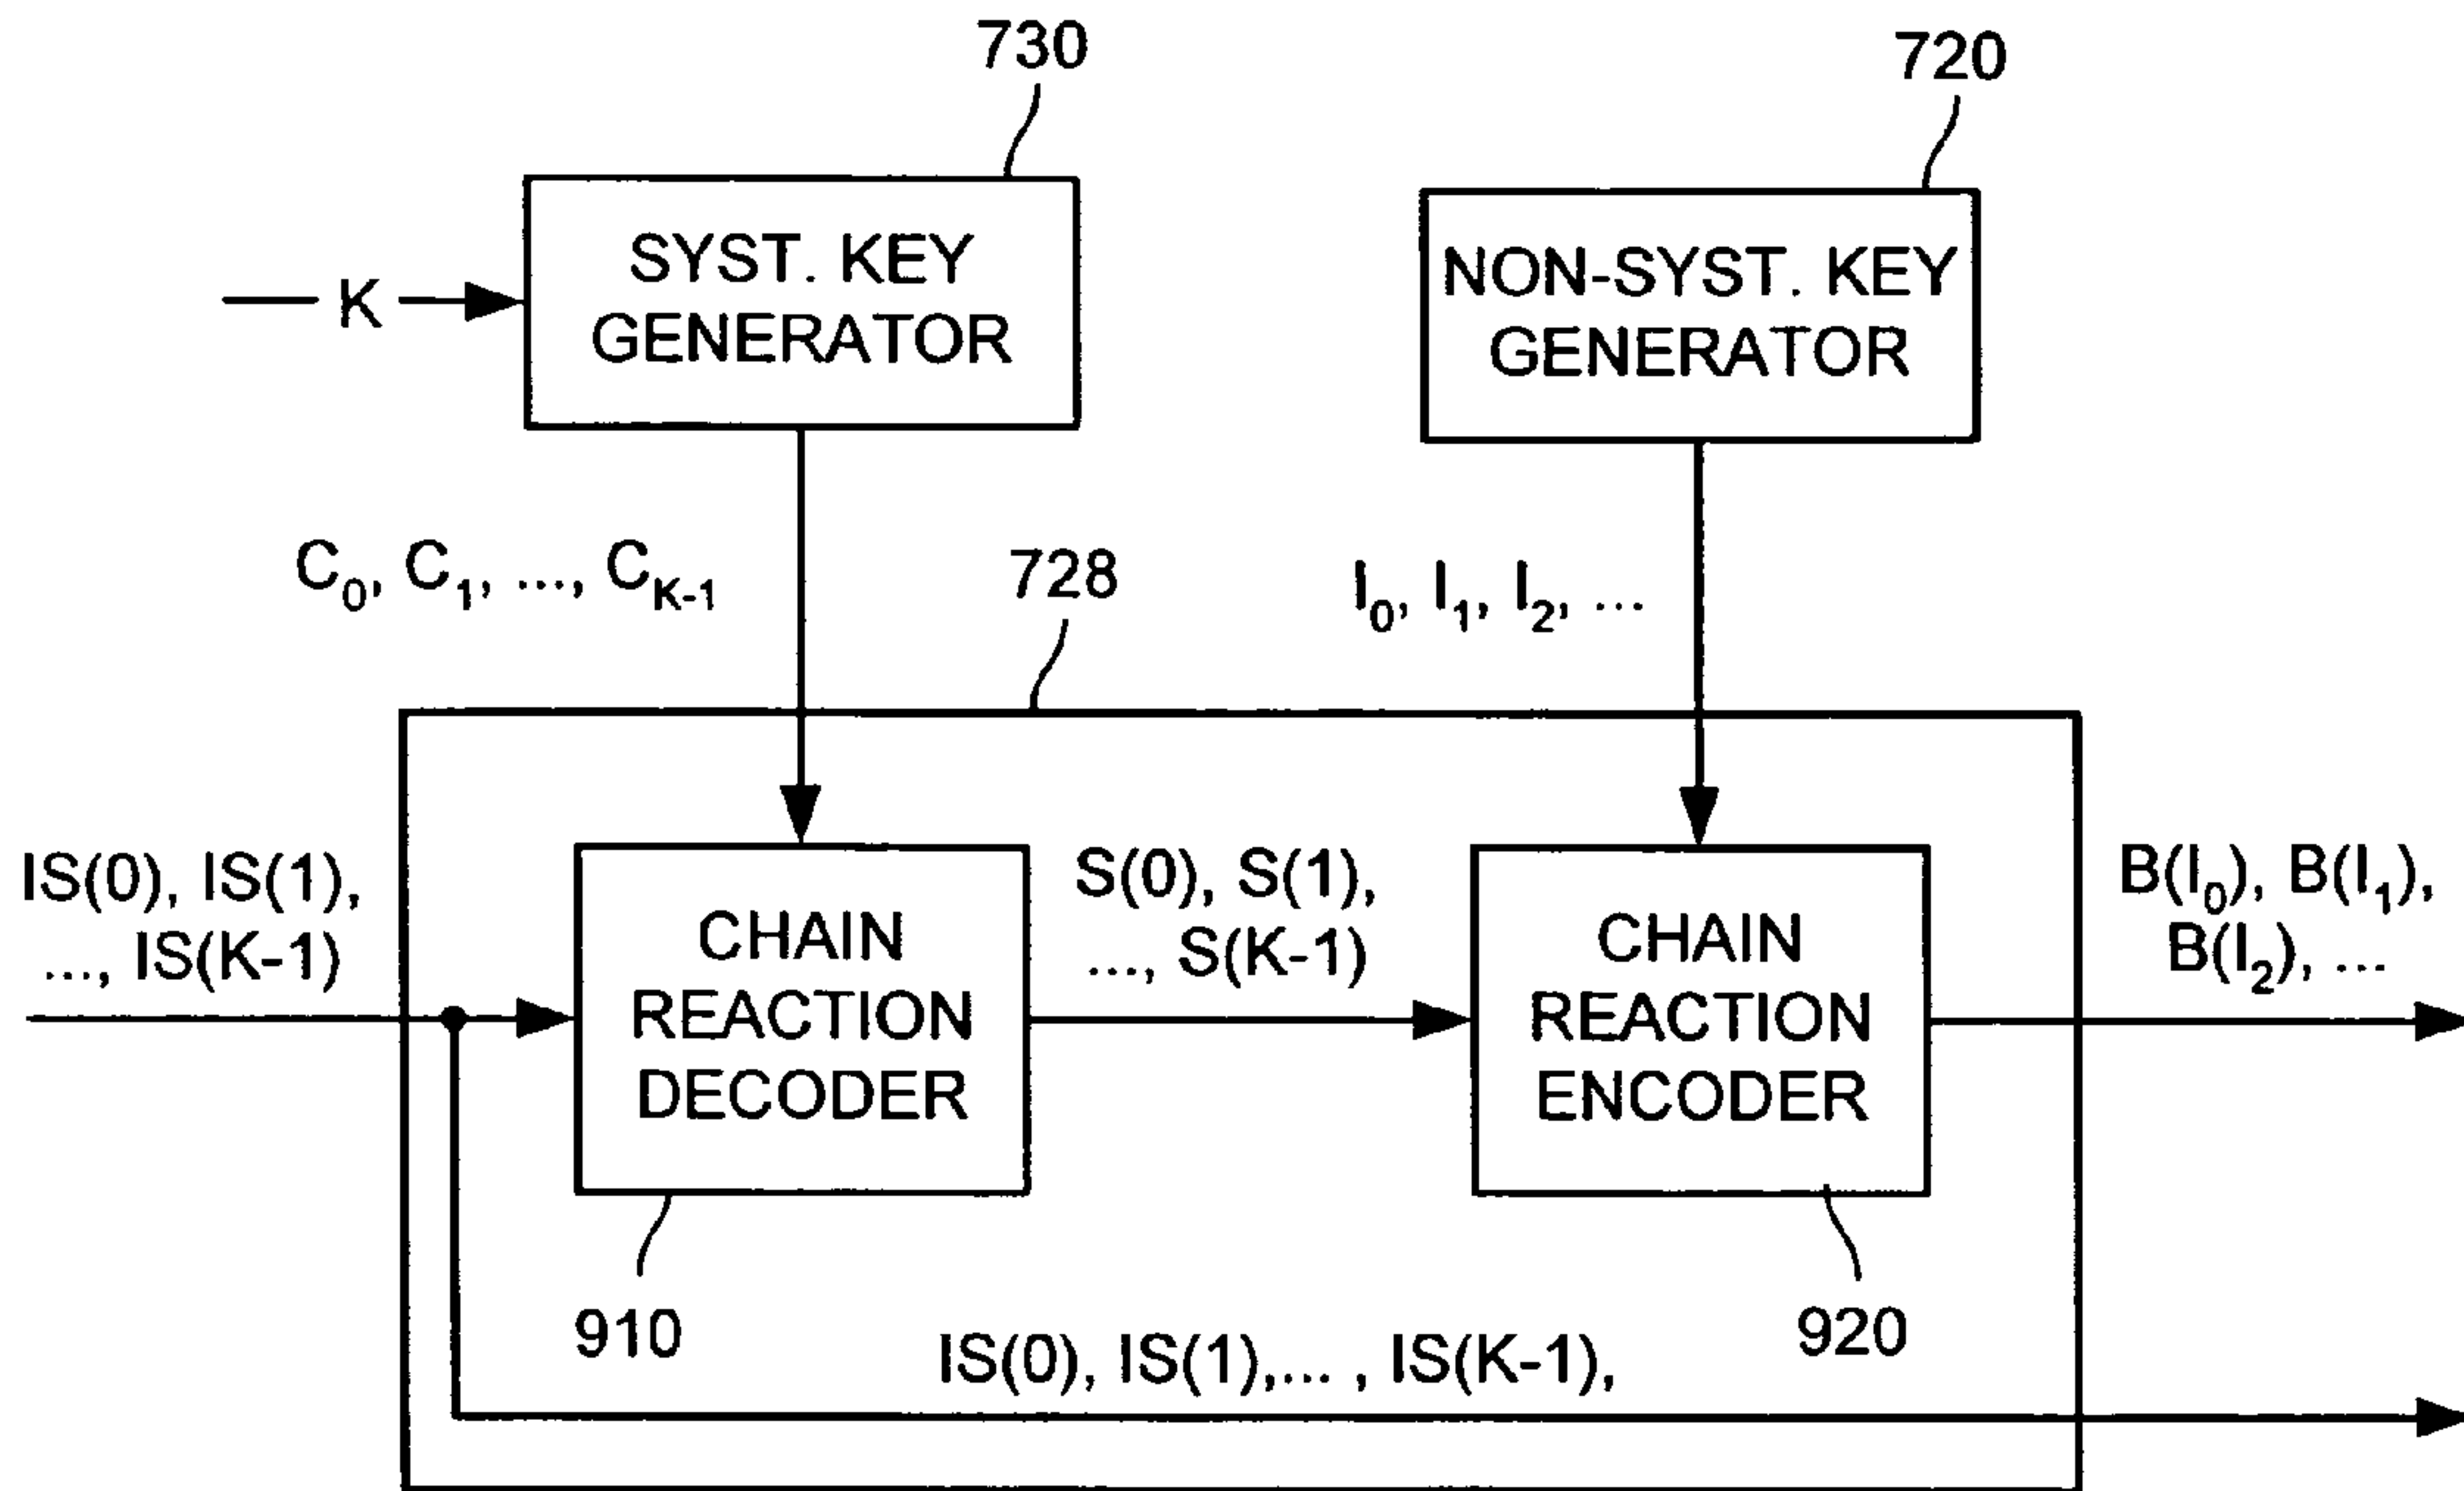 730
720
SYST. KEY
GENERATOR
NON-SYST. KEY
GENERATOR
K
C₀, C₁, ..., C_{K-1}
728
I₀, I₁, I₂, ...
IS(0), IS(1),
..., IS(K-1)
CHAIN
REACTION
DECODER
S(0), S(1),
..., S(K-1)
CHAIN
REACTION
ENCODER
B(I₀), B(I₁),
B(I₂), ...
910
920
IS(0), IS(1),... , IS(K-1),